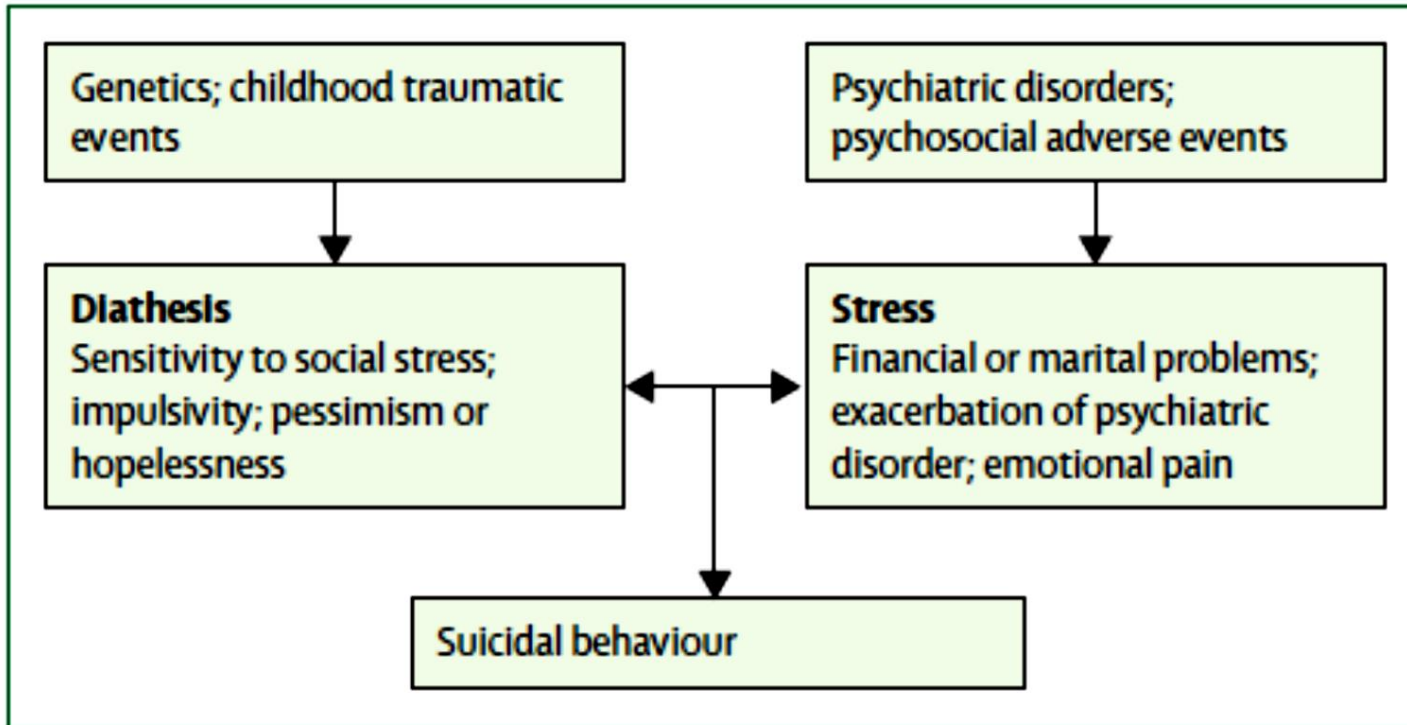 Genetics; childhood traumatic
events
Psychiatric disorders;
psychosocial adverse events
Diathesis
Sensitivity to social stress;
impulsivity; pessimism or
hopelessness
Stress
Financial or marital problems;
exacerbation of psychiatric
disorder; emotional pain
Suicidal behaviour